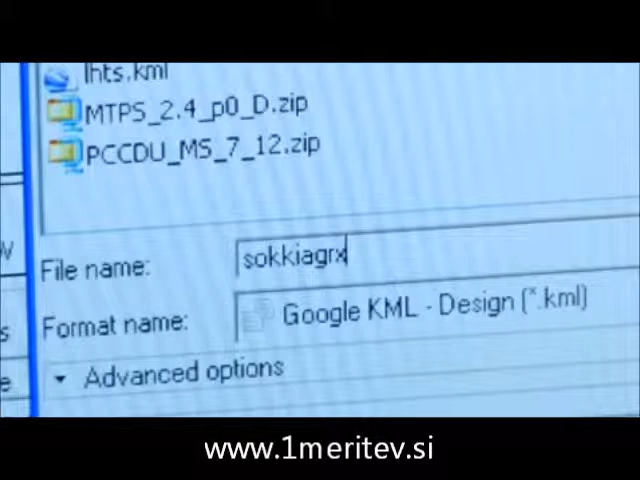 lhts.kml
MTPS_2.4_p0_D.zip
PCCDU_MS_7_12.zip
File name: sokkiagrx
Format name: Google KML - Design (*.kml)
Advanced options
www.1meritev.si